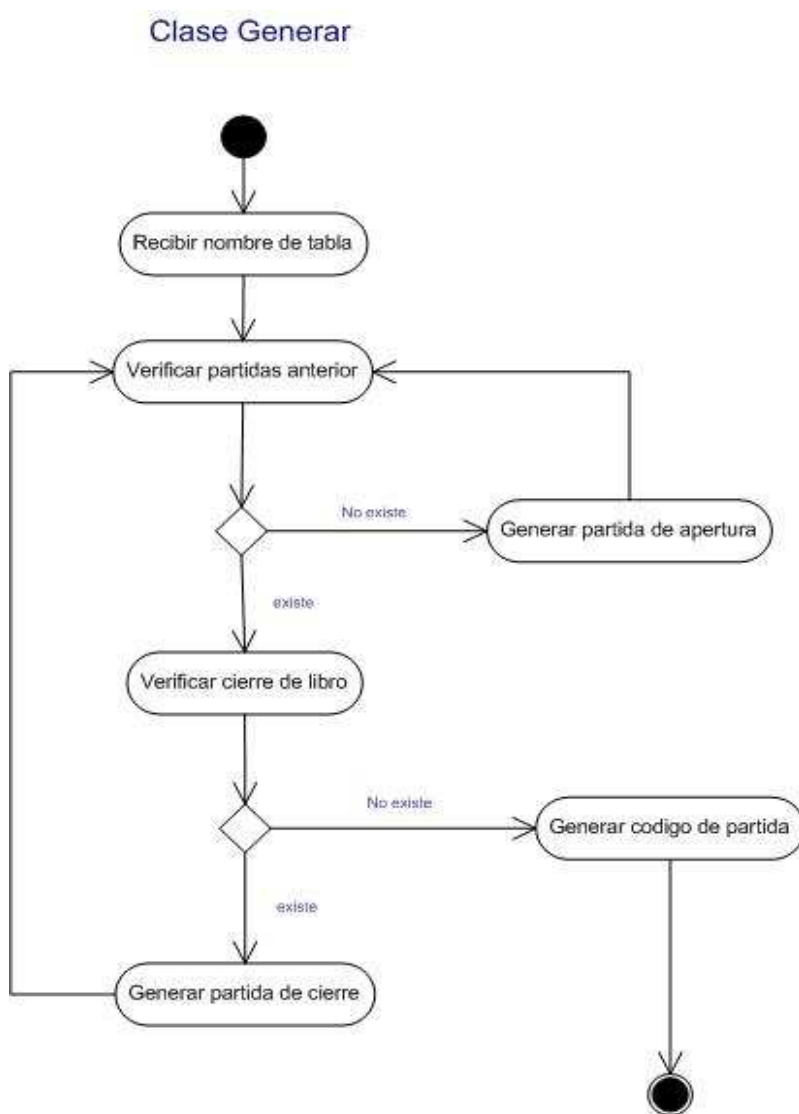 Clase Generar
Recibir nombre de tabla
Verificar partidas anterior
No existe
Generar partida de apertura
existe
Verificar cierre de libro
No existe
Generar codigo de partida
existe
Generar partida de cierre